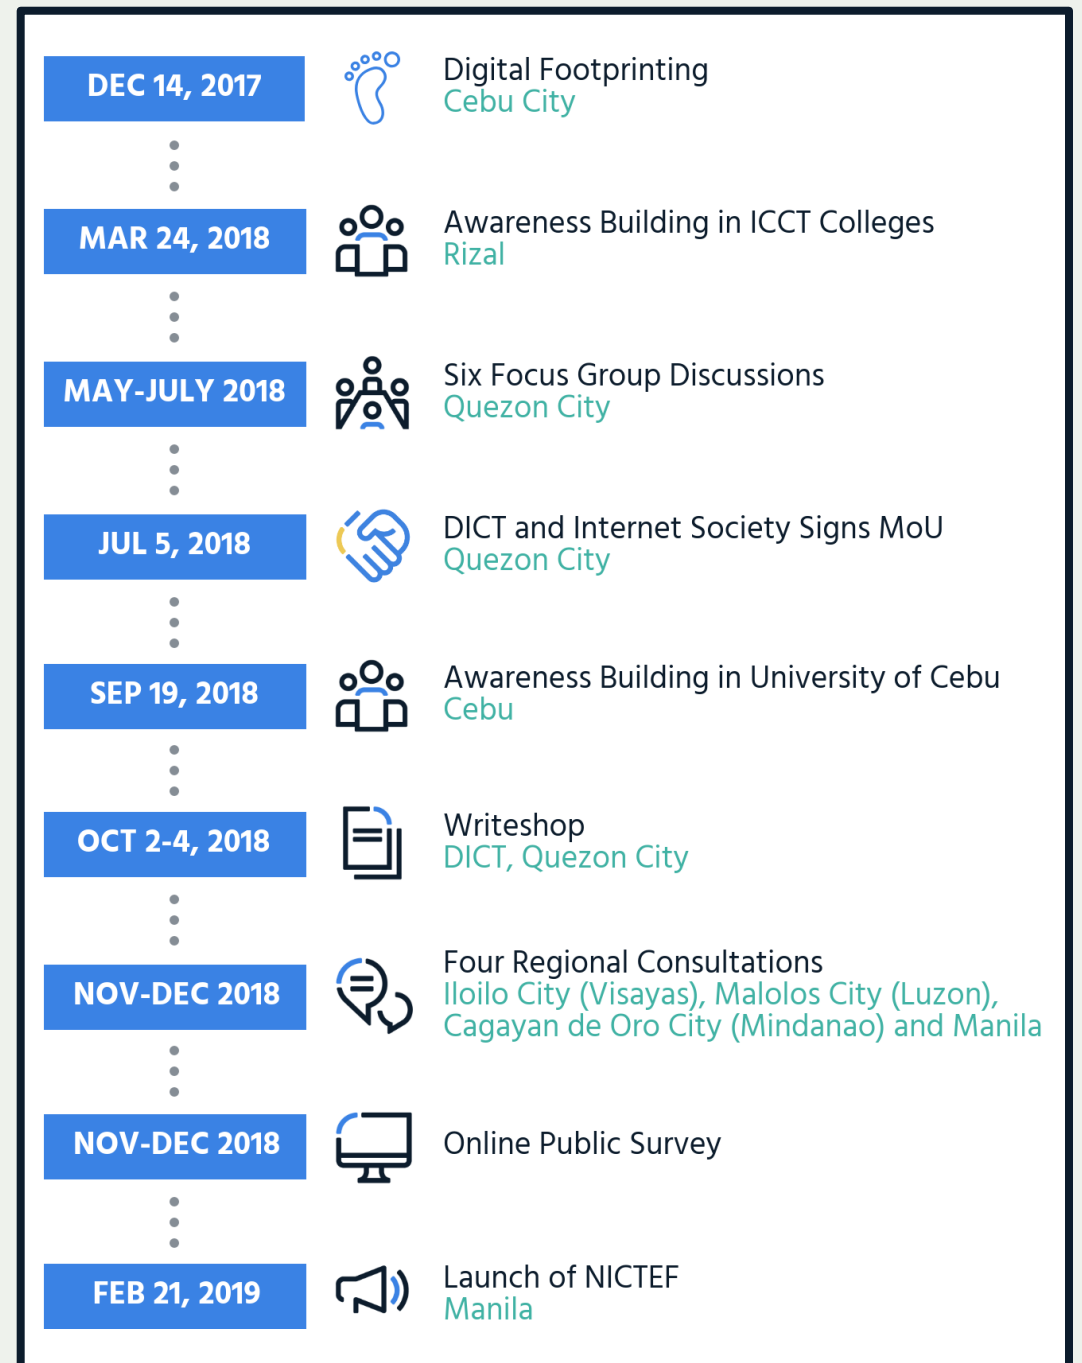 DEC 14, 2017
Digital Footprinting
Cebu City
MAR 24, 2018
Awareness Building in ICCT Colleges
Rizal
MAY-JULY 2018
Six Focus Group Discussions
Quezon City
JUL 5, 2018
DICT and Internet Society Signs MoU
Quezon City
SEP 19, 2018
Awareness Building in University of Cebu
Cebu
OCT 2-4, 2018
Writeshop
DICT, Quezon City
NOV-DEC 2018
Four Regional Consultations
Iloilo City (Visayas), Malolos City (Luzon),
Cagayan de Oro City (Mindanao) and Manila
NOV-DEC 2018
Online Public Survey
FEB 21, 2019
Launch of NICTEF
Manila